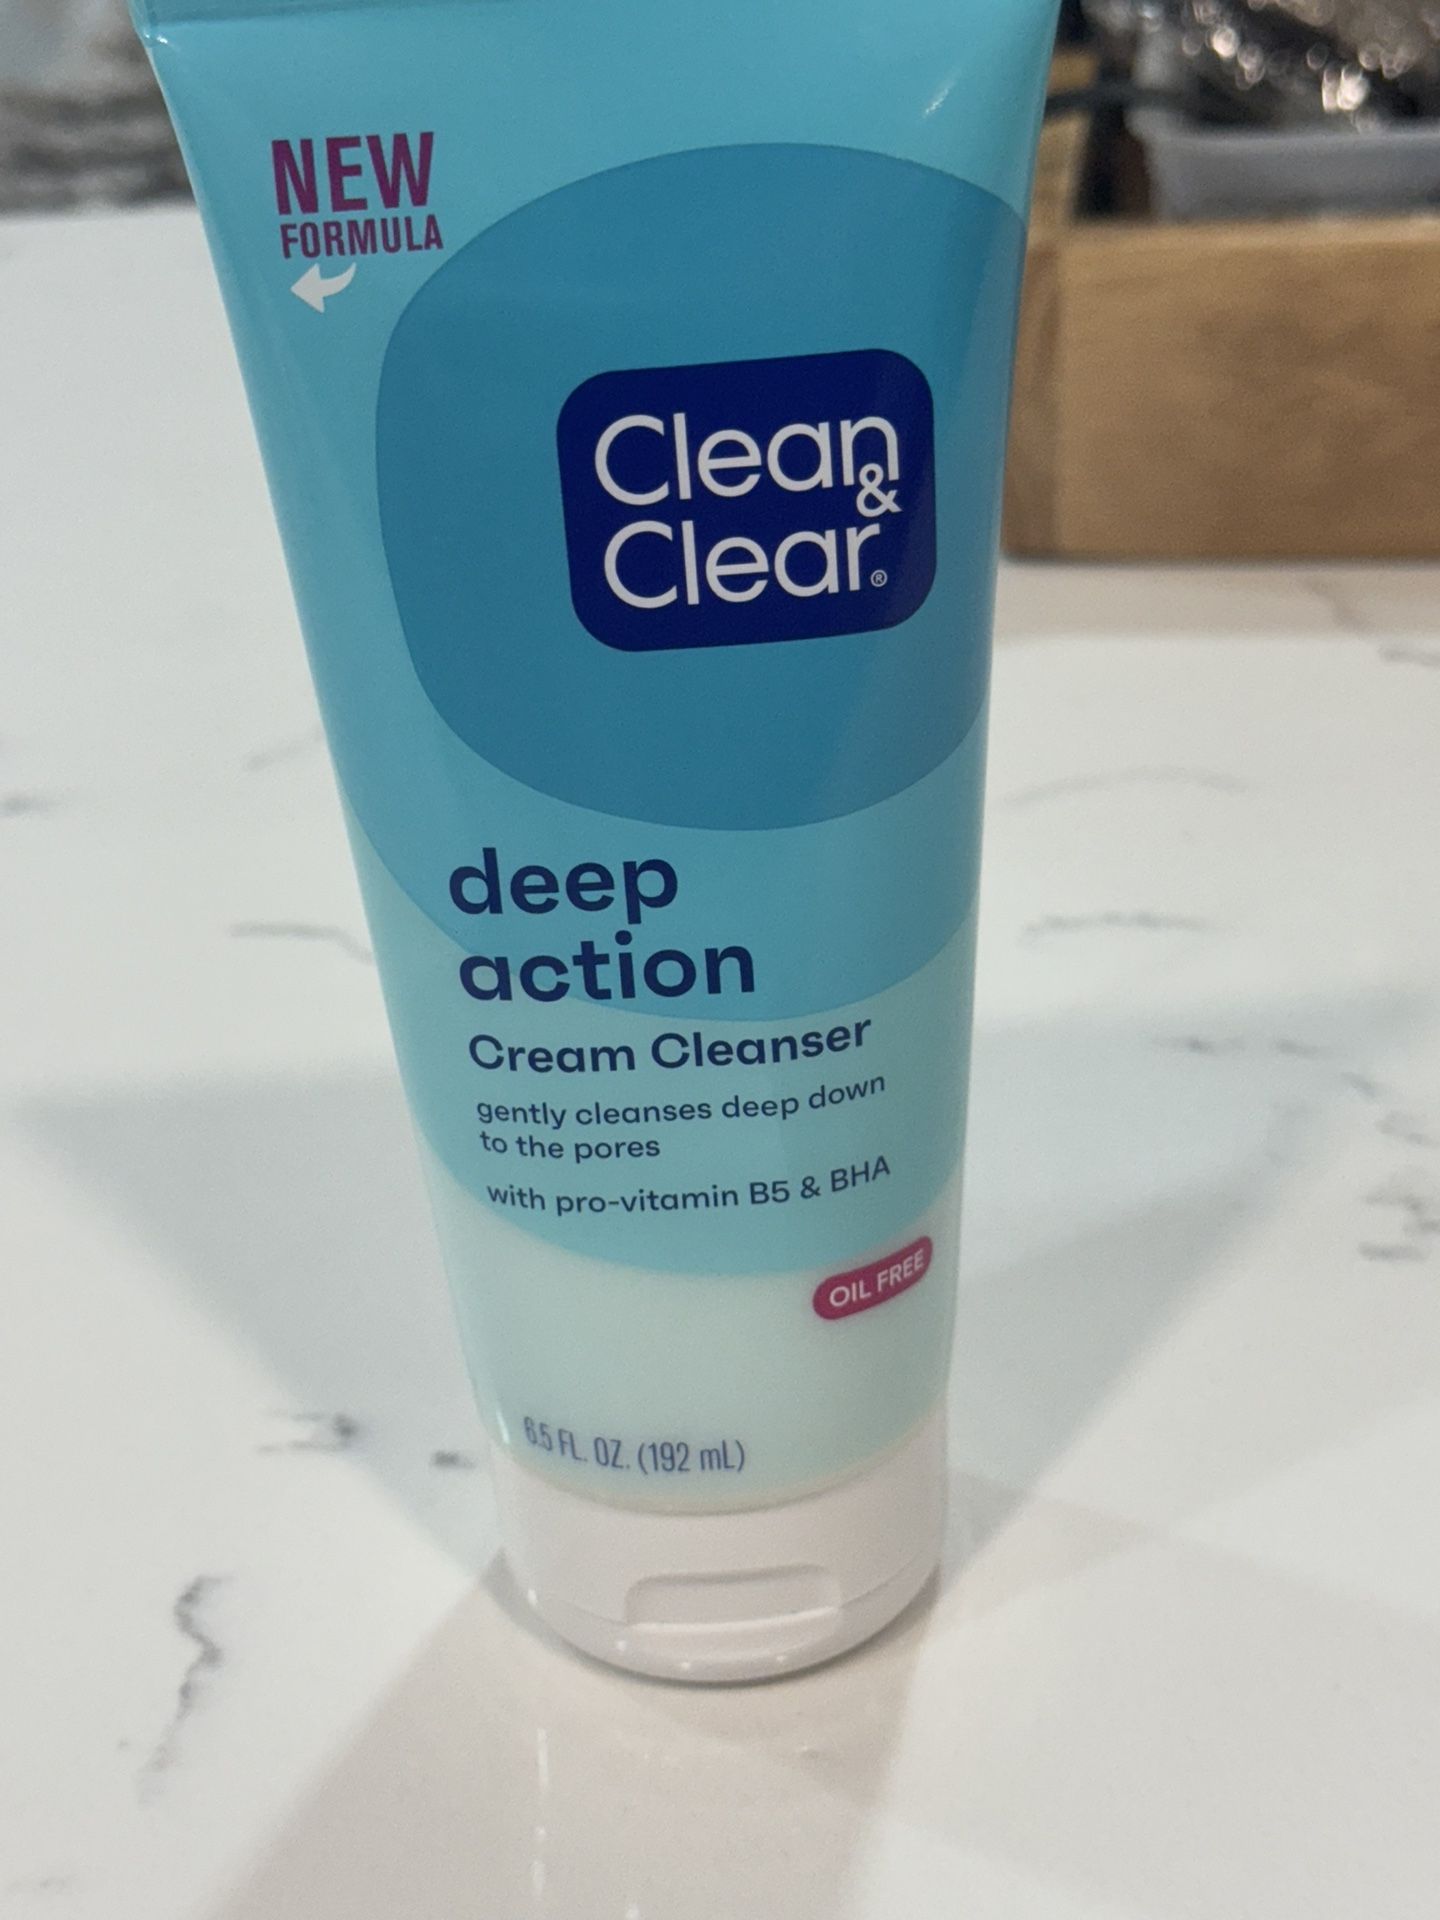 NEW
FORMULA
Clean
&
Clear®
deep
action
Cream Cleanser
gently cleanses deep down
to the pores
with pro-vitamin B5 & BHA
OIL FREE
6.5 FL. OZ. (192 mL)